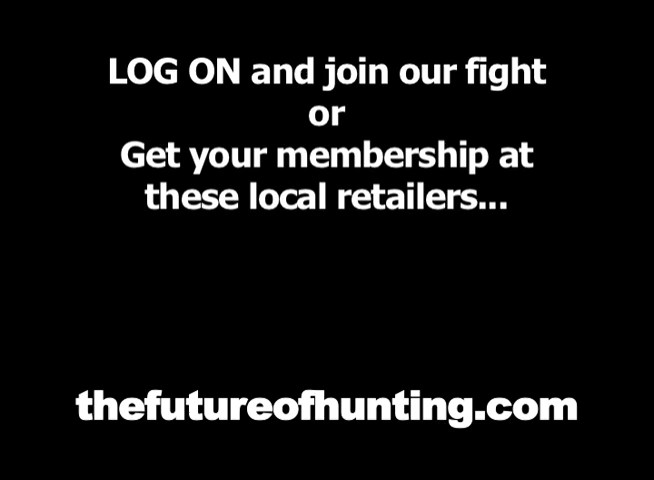 LOG ON and join our fight
or
Get your membership at
these local retailers...
thefutureofhunting.com